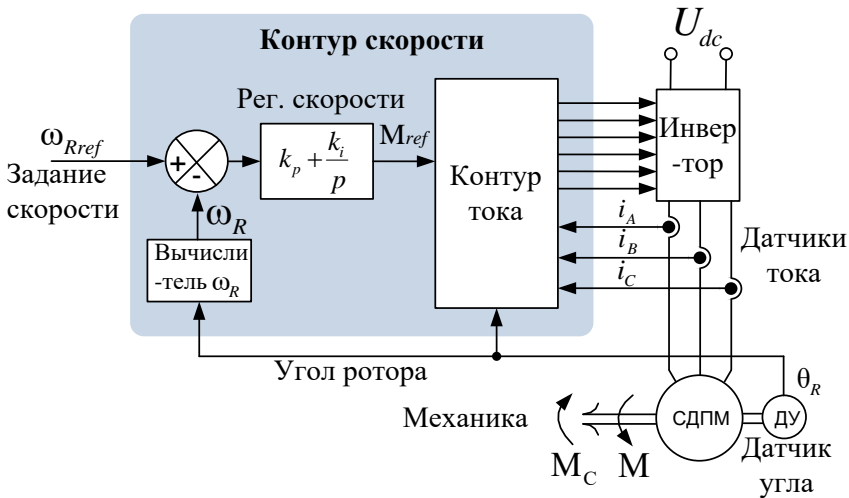 Контур скорости
U_dc
Рег. скорости
ω_Rref
Задание
скорости
+
-
k_p + k_i / p
M_ref
Контур
тока
Инвер
-тор
ω_R
Вычисли
-тель ω_R
i_A
i_B
i_C
Датчики
тока
Угол ротора
θ_R
Механика
M_C
M
СДПМ
ДУ
Датчик
угла